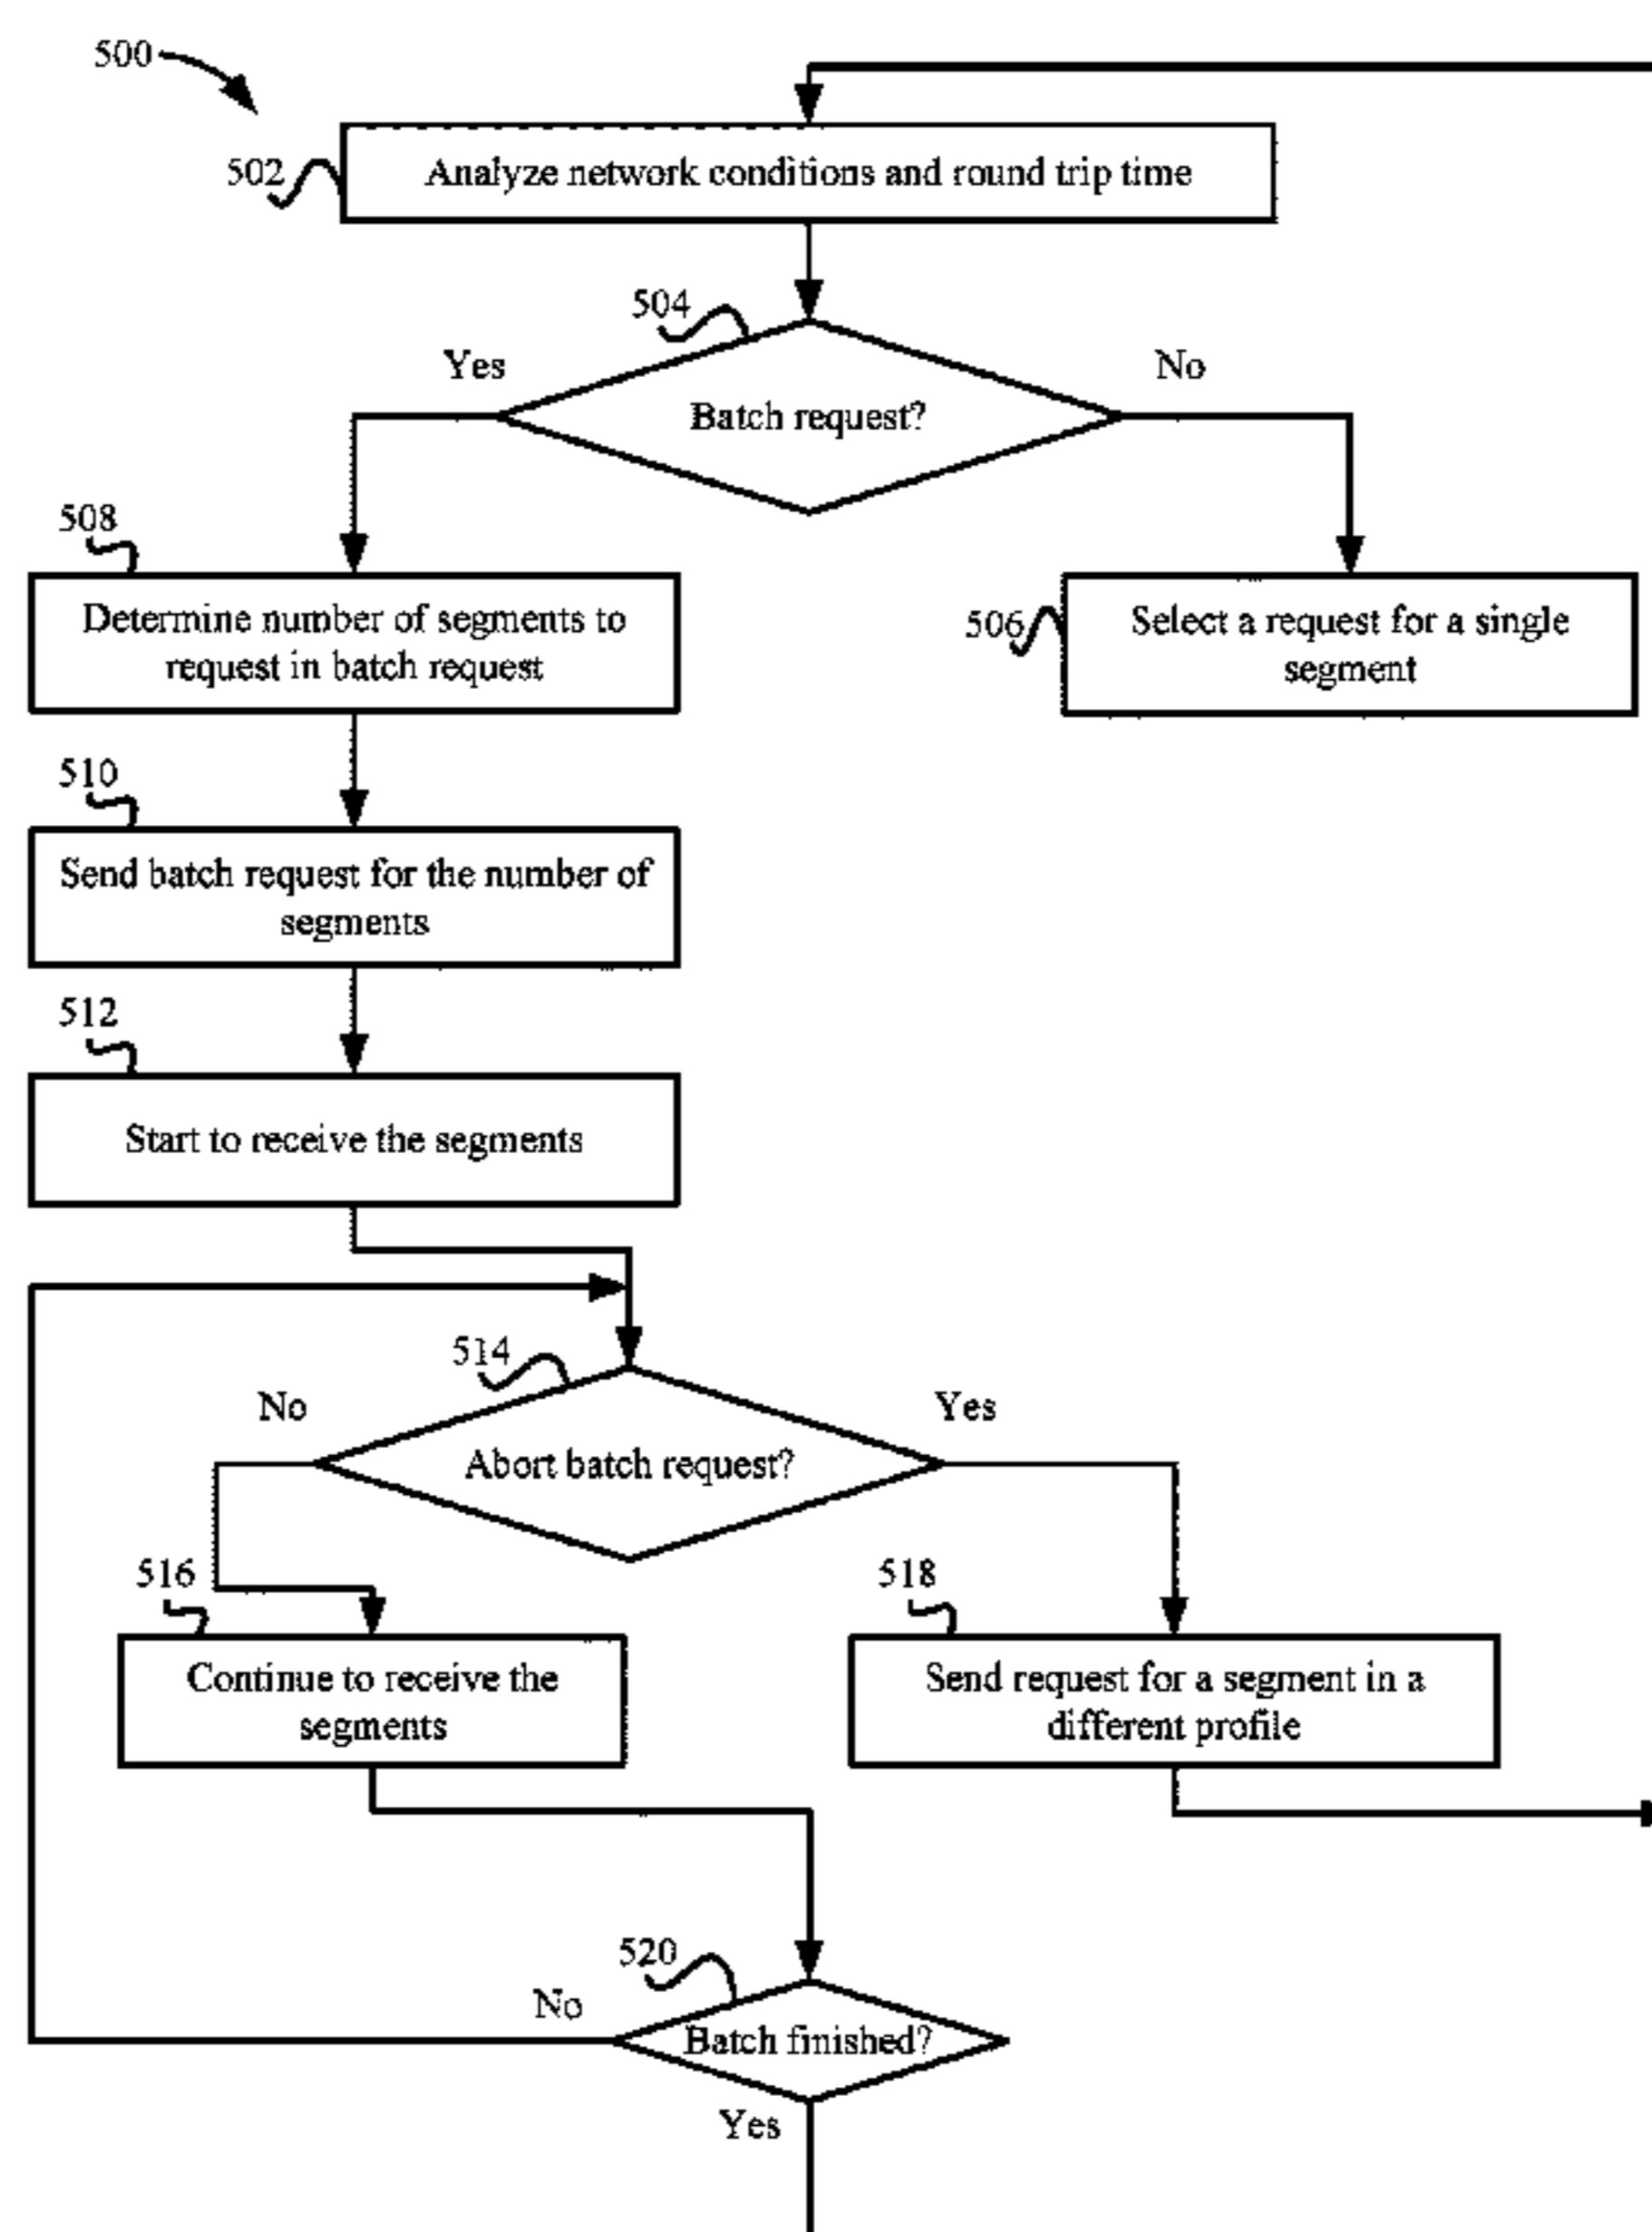 500
502
Analyze network conditions and round trip time
504
Yes
No
Batch request?
508
Determine number of segments to
request in batch request
506
Select a request for a single
segment
510
Send batch request for the number of
segments
512
Start to receive the segments
514
No
Yes
Abort batch request?
516
518
Continue to receive the
segments
Send request for a segment in a
different profile
520
No
Batch finished?
Yes